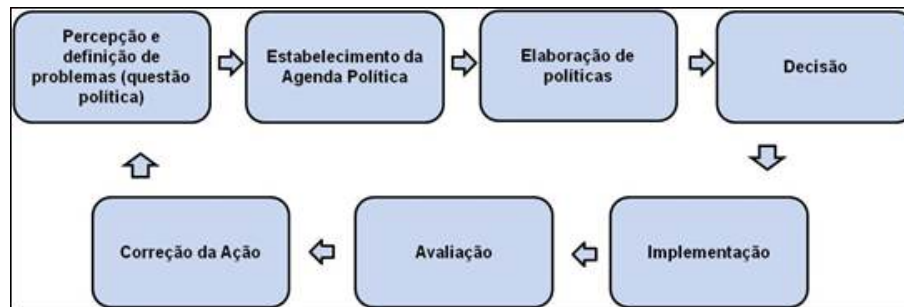 Percepção e
definição de
problemas (questão
política)
Estabelecimento da
Agenda Política
Elaboração de
políticas
Decisão
Correção da Ação
Avaliação
Implementação